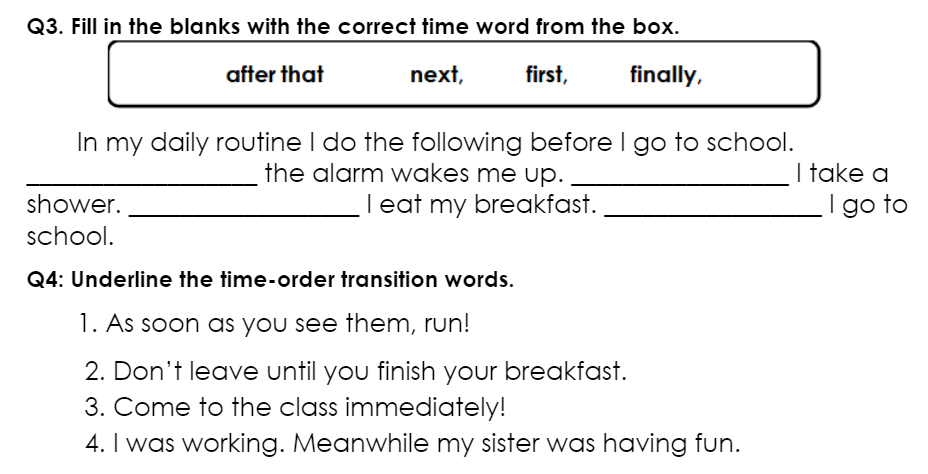 Q3. Fill in the blanks with the correct time word from the box.
after that next, first, finally,
In my daily routine I do the following before I go to school.
__________________ the alarm wakes me up. _________________ I take a
shower. __________________ I eat my breakfast. _________________ I go to
school.
Q4: Underline the time-order transition words.
1. As soon as you see them, run!
2. Don’t leave until you finish your breakfast.
3. Come to the class immediately!
4. I was working. Meanwhile my sister was having fun.